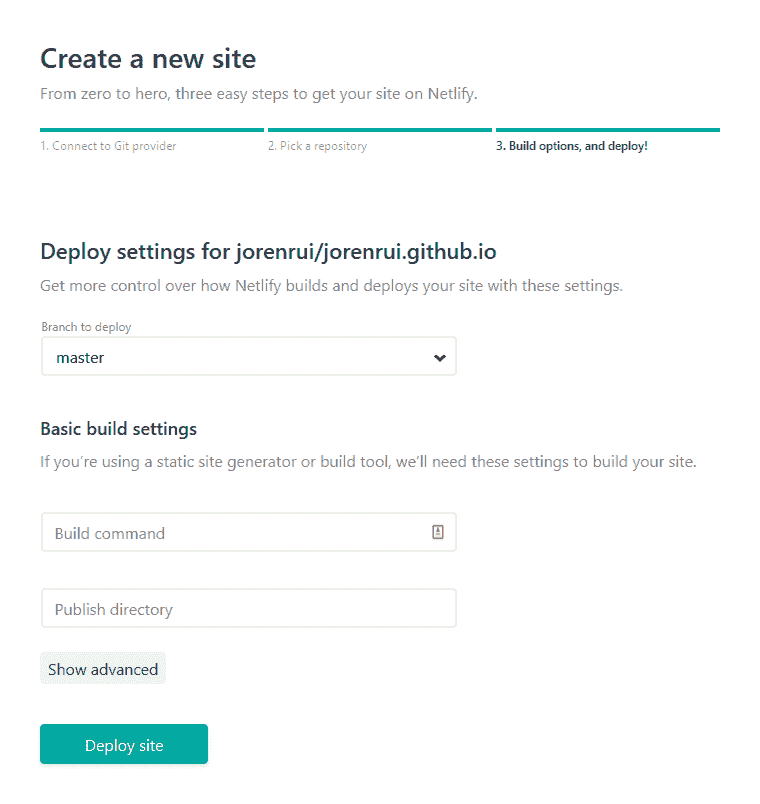 Create a new site
From zero to hero, three easy steps to get your site on Netlify.
1. Connect to Git provider
2. Pick a repository
3. Build options, and deploy!
Deploy settings for jorenrui/jorenrui.github.io
Get more control over how Netlify builds and deploys your site with these settings.
Branch to deploy
master
Basic build settings
If you’re using a static site generator or build tool, we’ll need these settings to build your site.
Build command
Publish directory
Show advanced
Deploy site